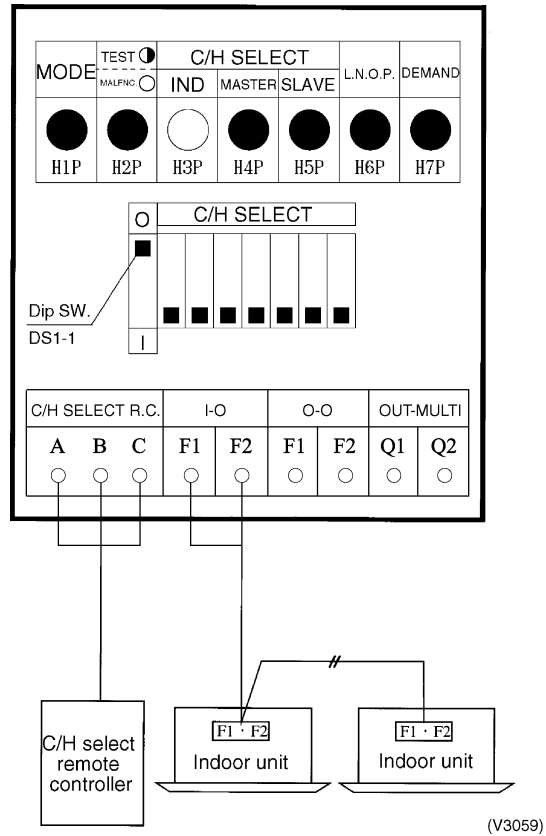 MODE TEST C/H SELECT L.N.O.P. DEMAND
MALFNC. IND MASTER SLAVE
H1P H2P H3P H4P H5P H6P H7P
O C/H SELECT
Dip SW.
DS1-1
I
C/H SELECT R.C. I-O O-O OUT-MULTI
A B C F1 F2 F1 F2 Q1 Q2
C/H select
remote
controller
F1 · F2
Indoor unit
F1 · F2
Indoor unit
(V3059)